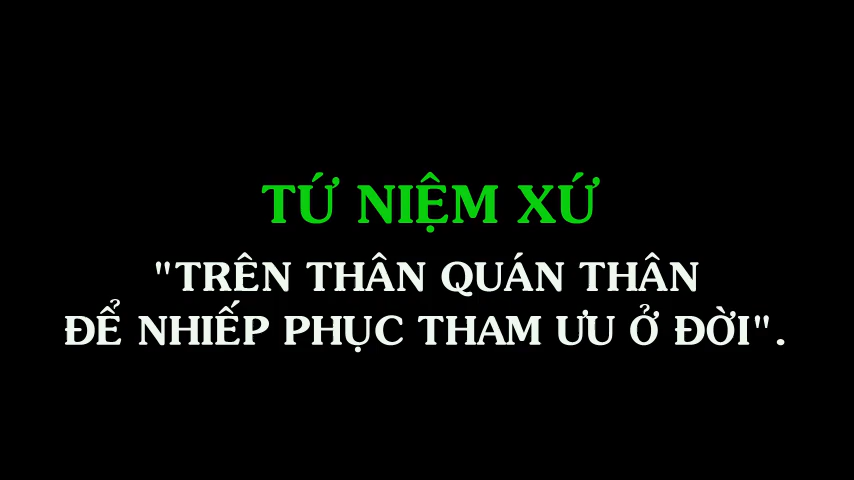 TỨ NIỆM XỨ
"TRÊN THÂN QUÁN THÂN
ĐỂ NHIẾP PHỤC THAM ƯU Ở ĐỜI".